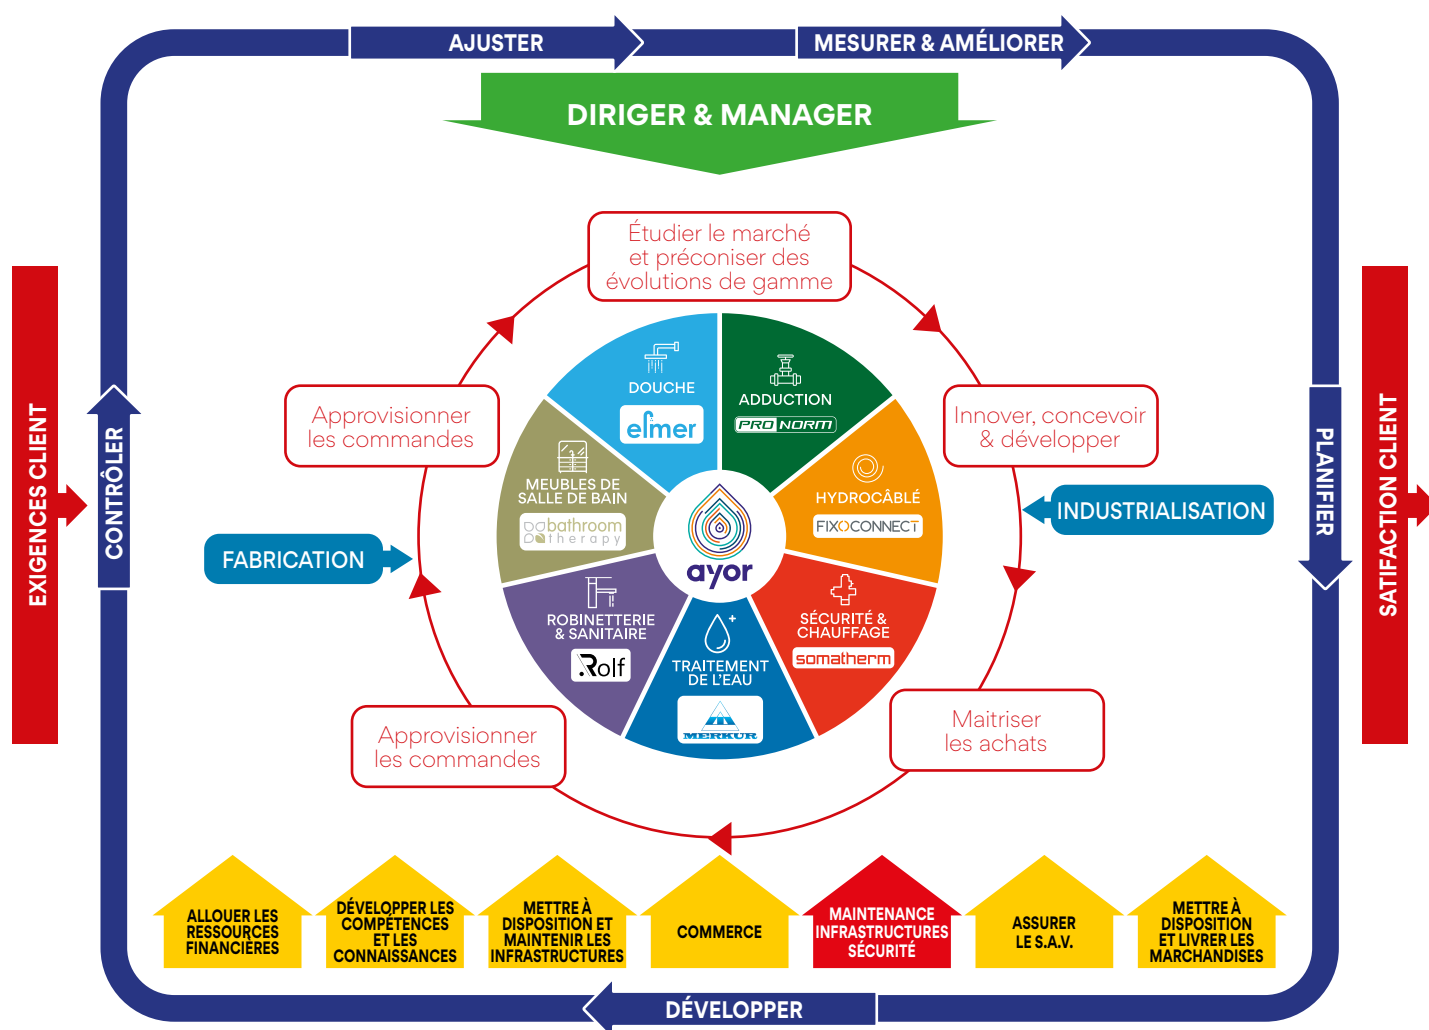 AJUSTER
MESURER & AMÉLIORER
DIRIGER & MANAGER
Étudier le marché
et préconiser des
évolutions de gamme
EXIGENCES CLIENT
CONTRÔLER
Approvisionner
les commandes
DOUCHE
elmer
ADDUCTION
PRO NORM
Innover, concevoir
& développer
PLANIFIER
SATISFACTION CLIENT
MEUBLES DE
SALLE DE BAIN
bathroom
therapy
HYDROCÂBLÉ
FIXOCONNECT
INDUSTRIALISATION
FABRICATION
ayor
ROBINETTERIE
& SANITAIRE
Rolf
TRAITEMENT
DE L'EAU
MERKUR
SÉCURITÉ &
CHAUFFAGE
somatherm
Approvisionner
les commandes
Maitriser
les achats
ALLOUER LES
RESSOURCES
FINANCIÈRES
DÉVELOPPER LES
COMPÉTENCES
ET LES
CONNAISSANCES
METTRE À
DISPOSITION ET
MAINTENIR LES
INFRASTRUCTURES
COMMERCE
MAINTENANCE
INFRASTRUCTURES
SÉCURITÉ
ASSURER
LE S.A.V.
METTRE À
DISPOSITION
ET LIVRER LES
MARCHANDISES
DÉVELOPPER